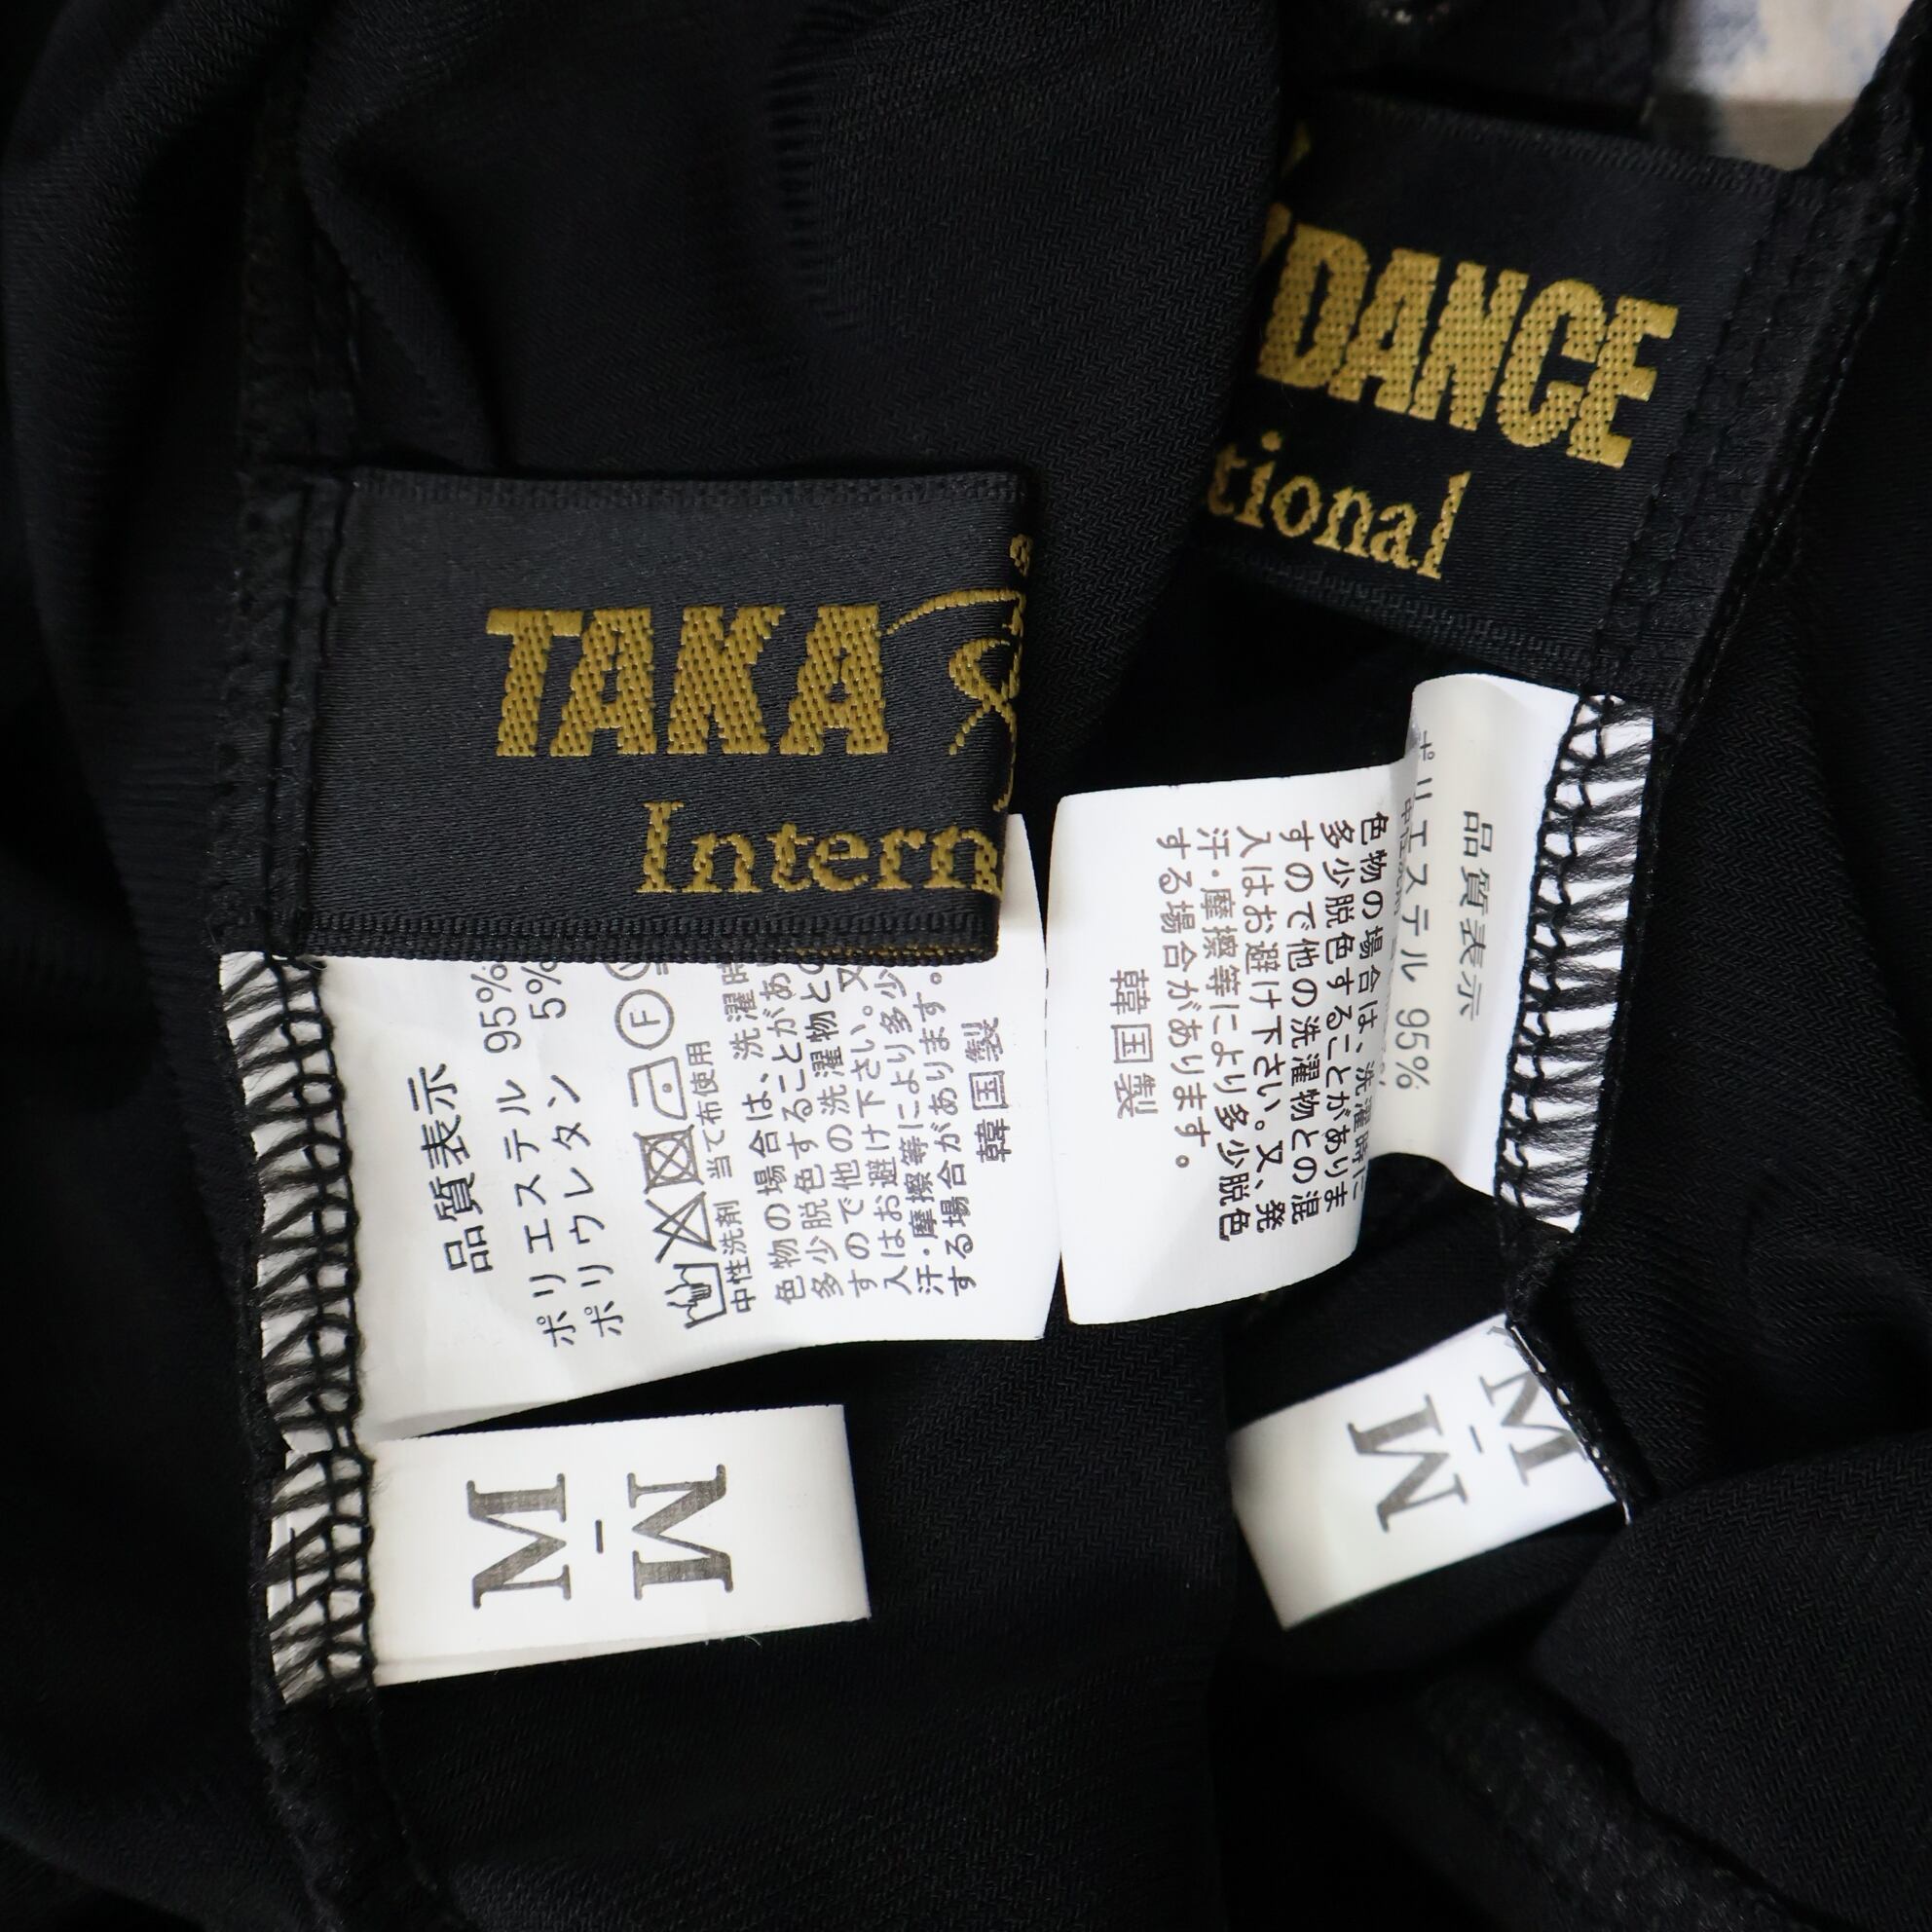 TAKA
Intern
DANCE
tional
品質表示
ポリエステル 95%
ポリウレタン 5%
中性洗剤 当て布使用
色物の場合は、洗濯時
多少脱色することがあ
すので他の洗濯物と
入はお避け下さい。又
汗・摩擦等により多少
する場合があります。
韓国製
M-M
品質表示
ポリエステル 95%
色物の場合は、洗濯時に
多少脱色することがありま
すので他の洗濯物との混
入はお避け下さい。又、発
汗・摩擦等により多少脱色
する場合があります。
韓国製
M-M